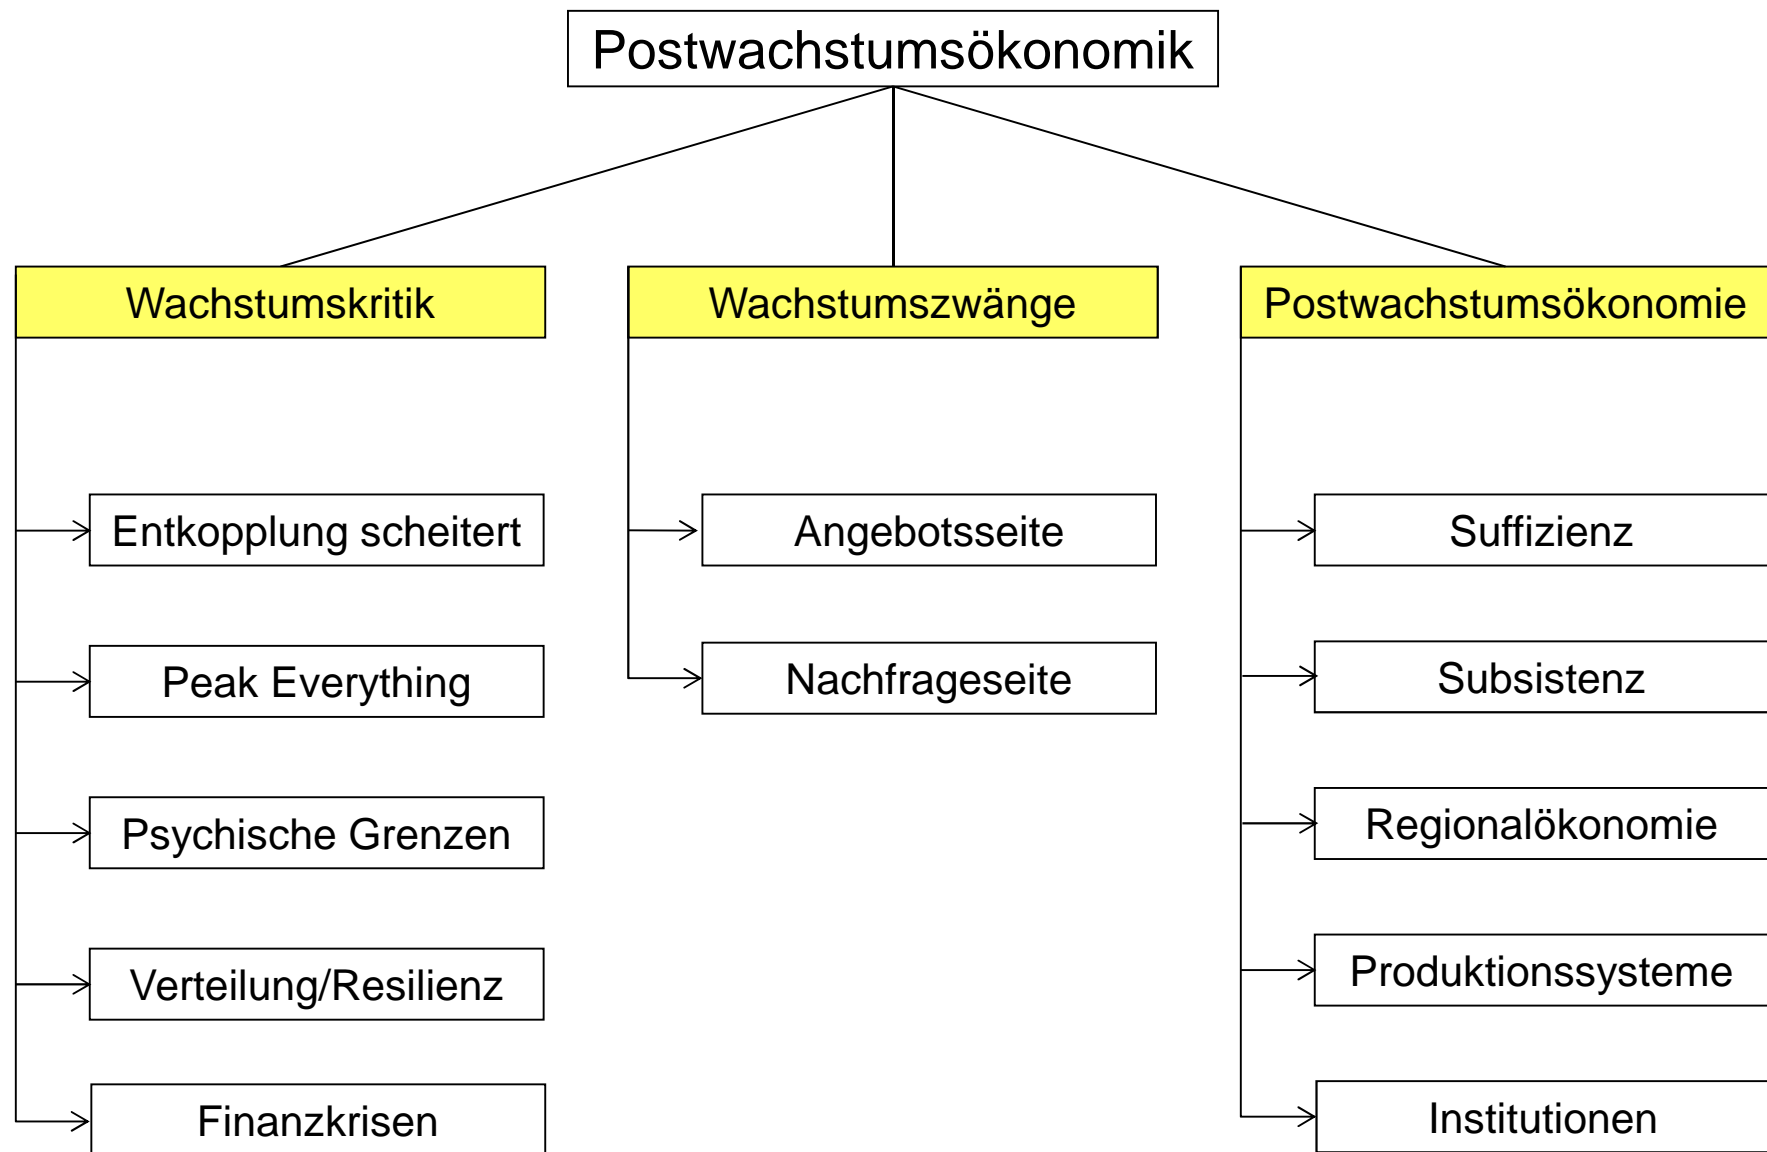 Postwachstumsökonomik
Wachstumskritik
Entkopplung scheitert
Peak Everything
Psychische Grenzen
Verteilung/Resilienz
Finanzkrisen
Wachstumszwänge
Angebotsseite
Nachfrageseite
Postwachstumsökonomie
Suffizienz
Subsistenz
Regionalökonomie
Produktionssysteme
Institutionen